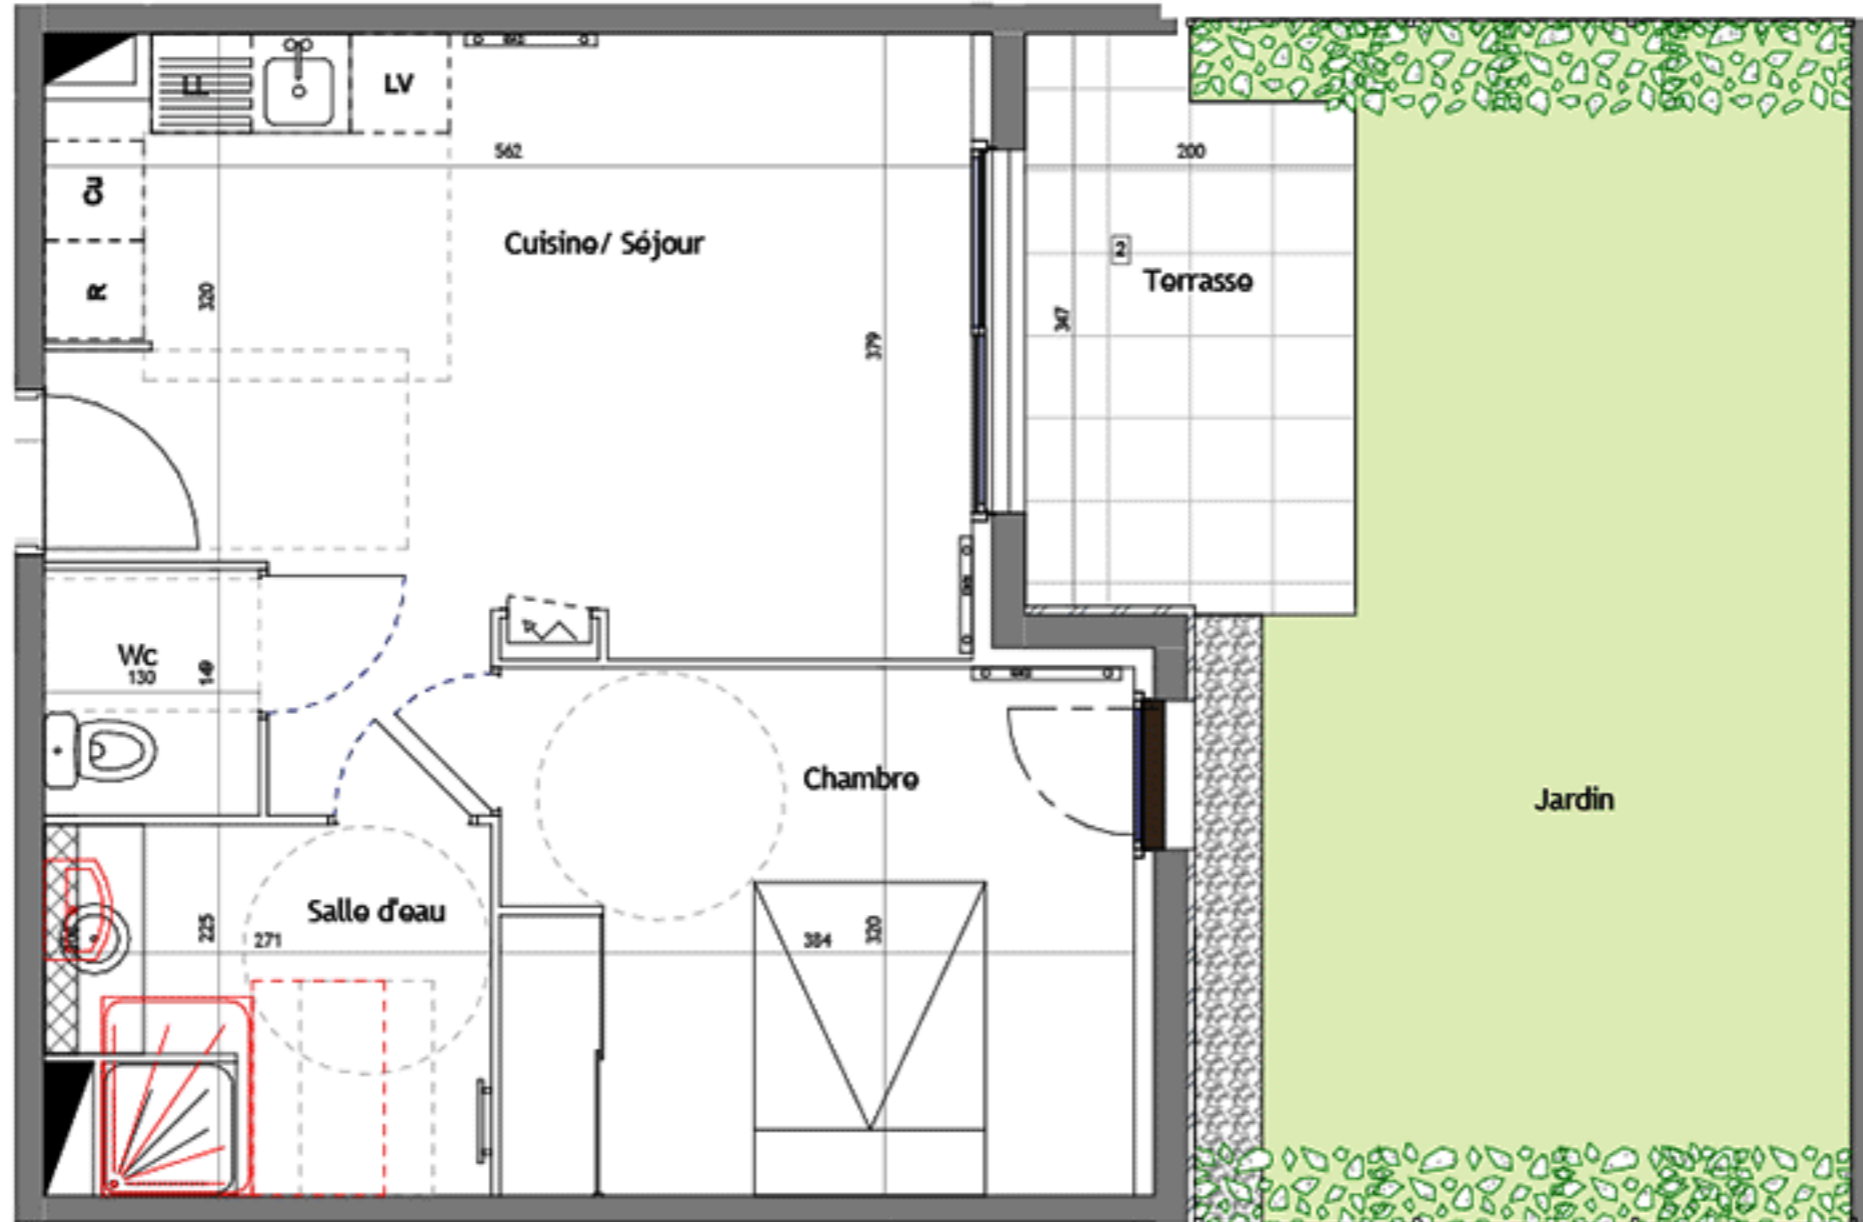 LL
LV
562
200
Cu
Cuisine/ Séjour
2
Terrasse
R
320
347
379
Wc
130
149
Chambre
Jardin
Salle d'eau
225
271
384
320